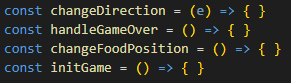 const changeDirection = (e) => { }
const handleGameOver = () => { }
const changeFoodPosition = () => { }
const initGame = () => { }